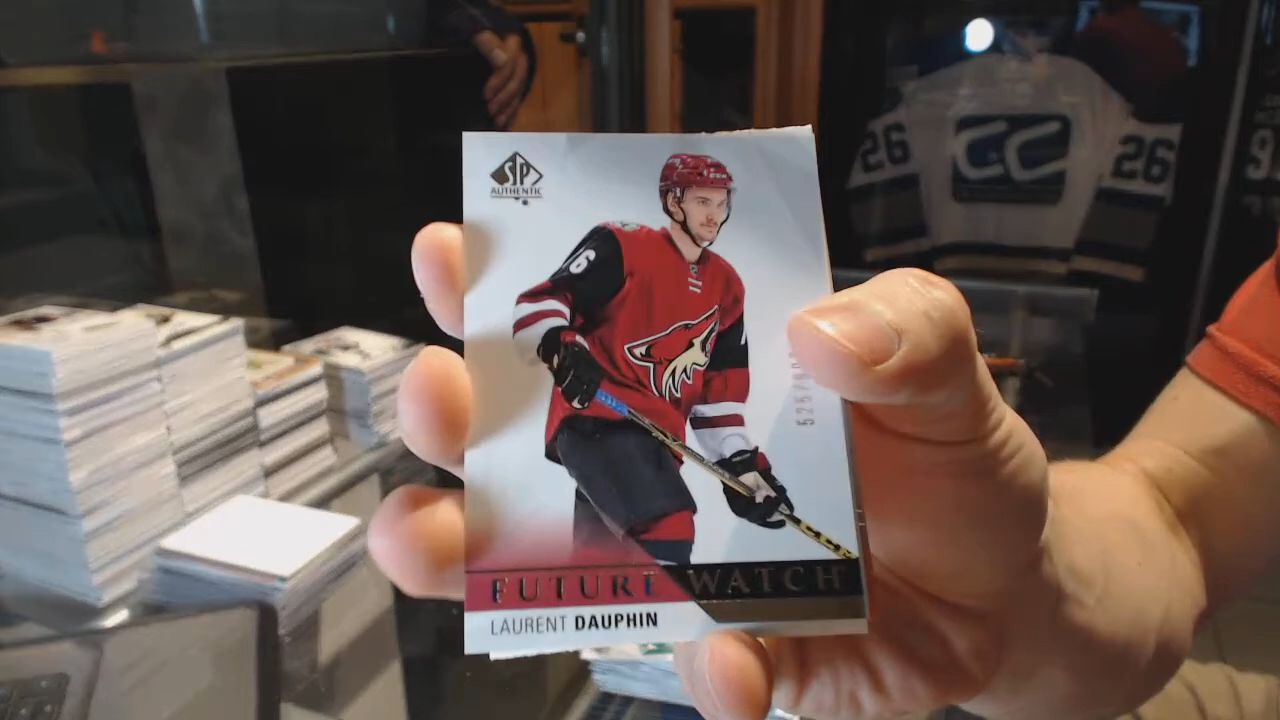 SP
AUTHENTIC
FUTURE WATCH
LAURENT DAUPHIN
26
CC
26